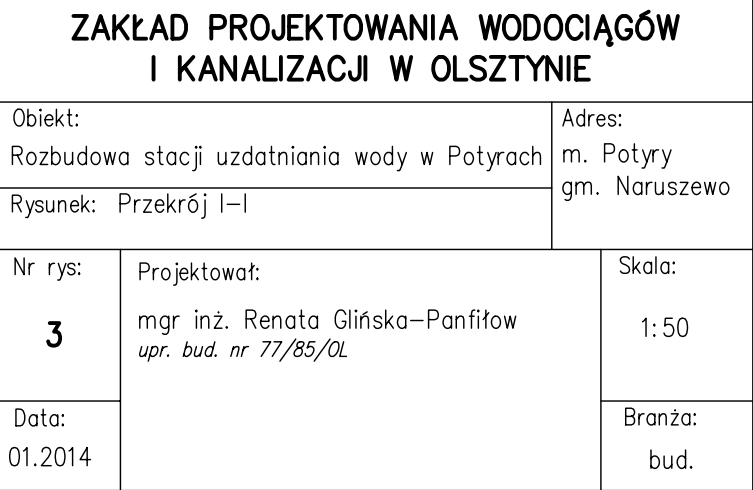 ZAKŁAD PROJEKTOWANIA WODOCIĄGÓW
I KANALIZACJI W OLSZTYNIE
Obiekt:
Rozbudowa stacji uzdatniania wody w Potyrach
Adres:
m. Potyry
gm. Naruszewo
Rysunek: Przekrój I-I
Nr rys:
3
Projektował:
mgr inż. Renata Glińska-Panfiłow
upr. bud. nr 77/85/OL
Skala:
1:50
Data:
01.2014
Branża:
bud.